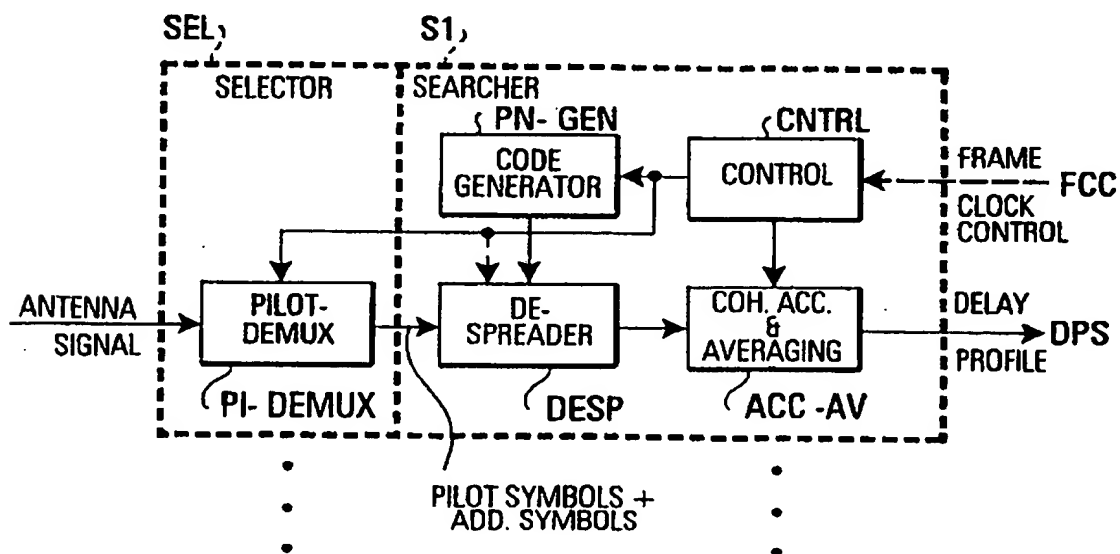 SEL
S1
SELECTOR
SEARCHER
PN- GEN
CODE
GENERATOR
CNTRL
CONTROL
FRAME
CLOCK
CONTROL
FCC
ANTENNA
SIGNAL
PILOT-
DEMUX
PI- DEMUX
DE-
SPREADER
DESP
COH. ACC.
&
AVERAGING
ACC -AV
DELAY
PROFILE
DPS
PILOT SYMBOLS +
ADD. SYMBOLS